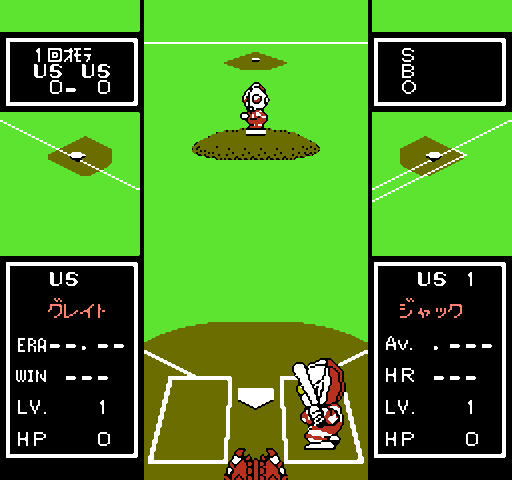 1回オモテ
US US
0- 0
S
B
O
US
グレイト
ERA--.--
WIN ---
LV. 1
HP 0
US 1
ジャック
Av. .---
HR ---
LV. 1
HP 0